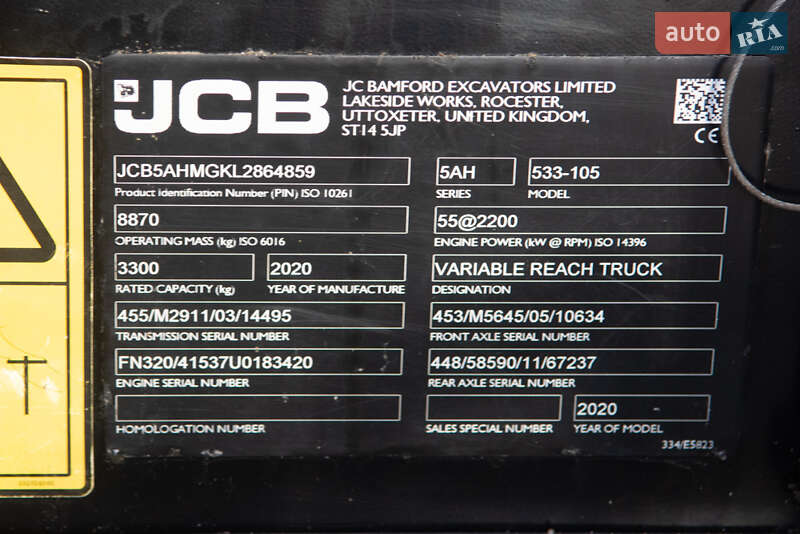 auto RIA .com
JCB
JC BAMFORD EXCAVATORS LIMITED
LAKESIDE WORKS, ROCESTER,
UTTOXETER, UNITED KINGDOM,
ST14 5JP
CE
JCB5AHMGKL2864859 5AH 533-105
Product Identification Number (PIN) ISO 10261 SERIES MODEL
8870 55@2200
OPERATING MASS (kg) ISO 6016 ENGINE POWER (kW @ RPM) ISO 14396
3300 2020 VARIABLE REACH TRUCK
RATED CAPACITY (kg) YEAR OF MANUFACTURE DESIGNATION
455/M2911/03/14495 453/M5645/05/10634
TRANSMISSION SERIAL NUMBER FRONT AXLE SERIAL NUMBER
FN320/41537U0183420 448/58590/11/67237
ENGINE SERIAL NUMBER REAR AXLE SERIAL NUMBER
2020
HOMOLOGATION NUMBER SALES SPECIAL NUMBER YEAR OF MODEL
334/E5823